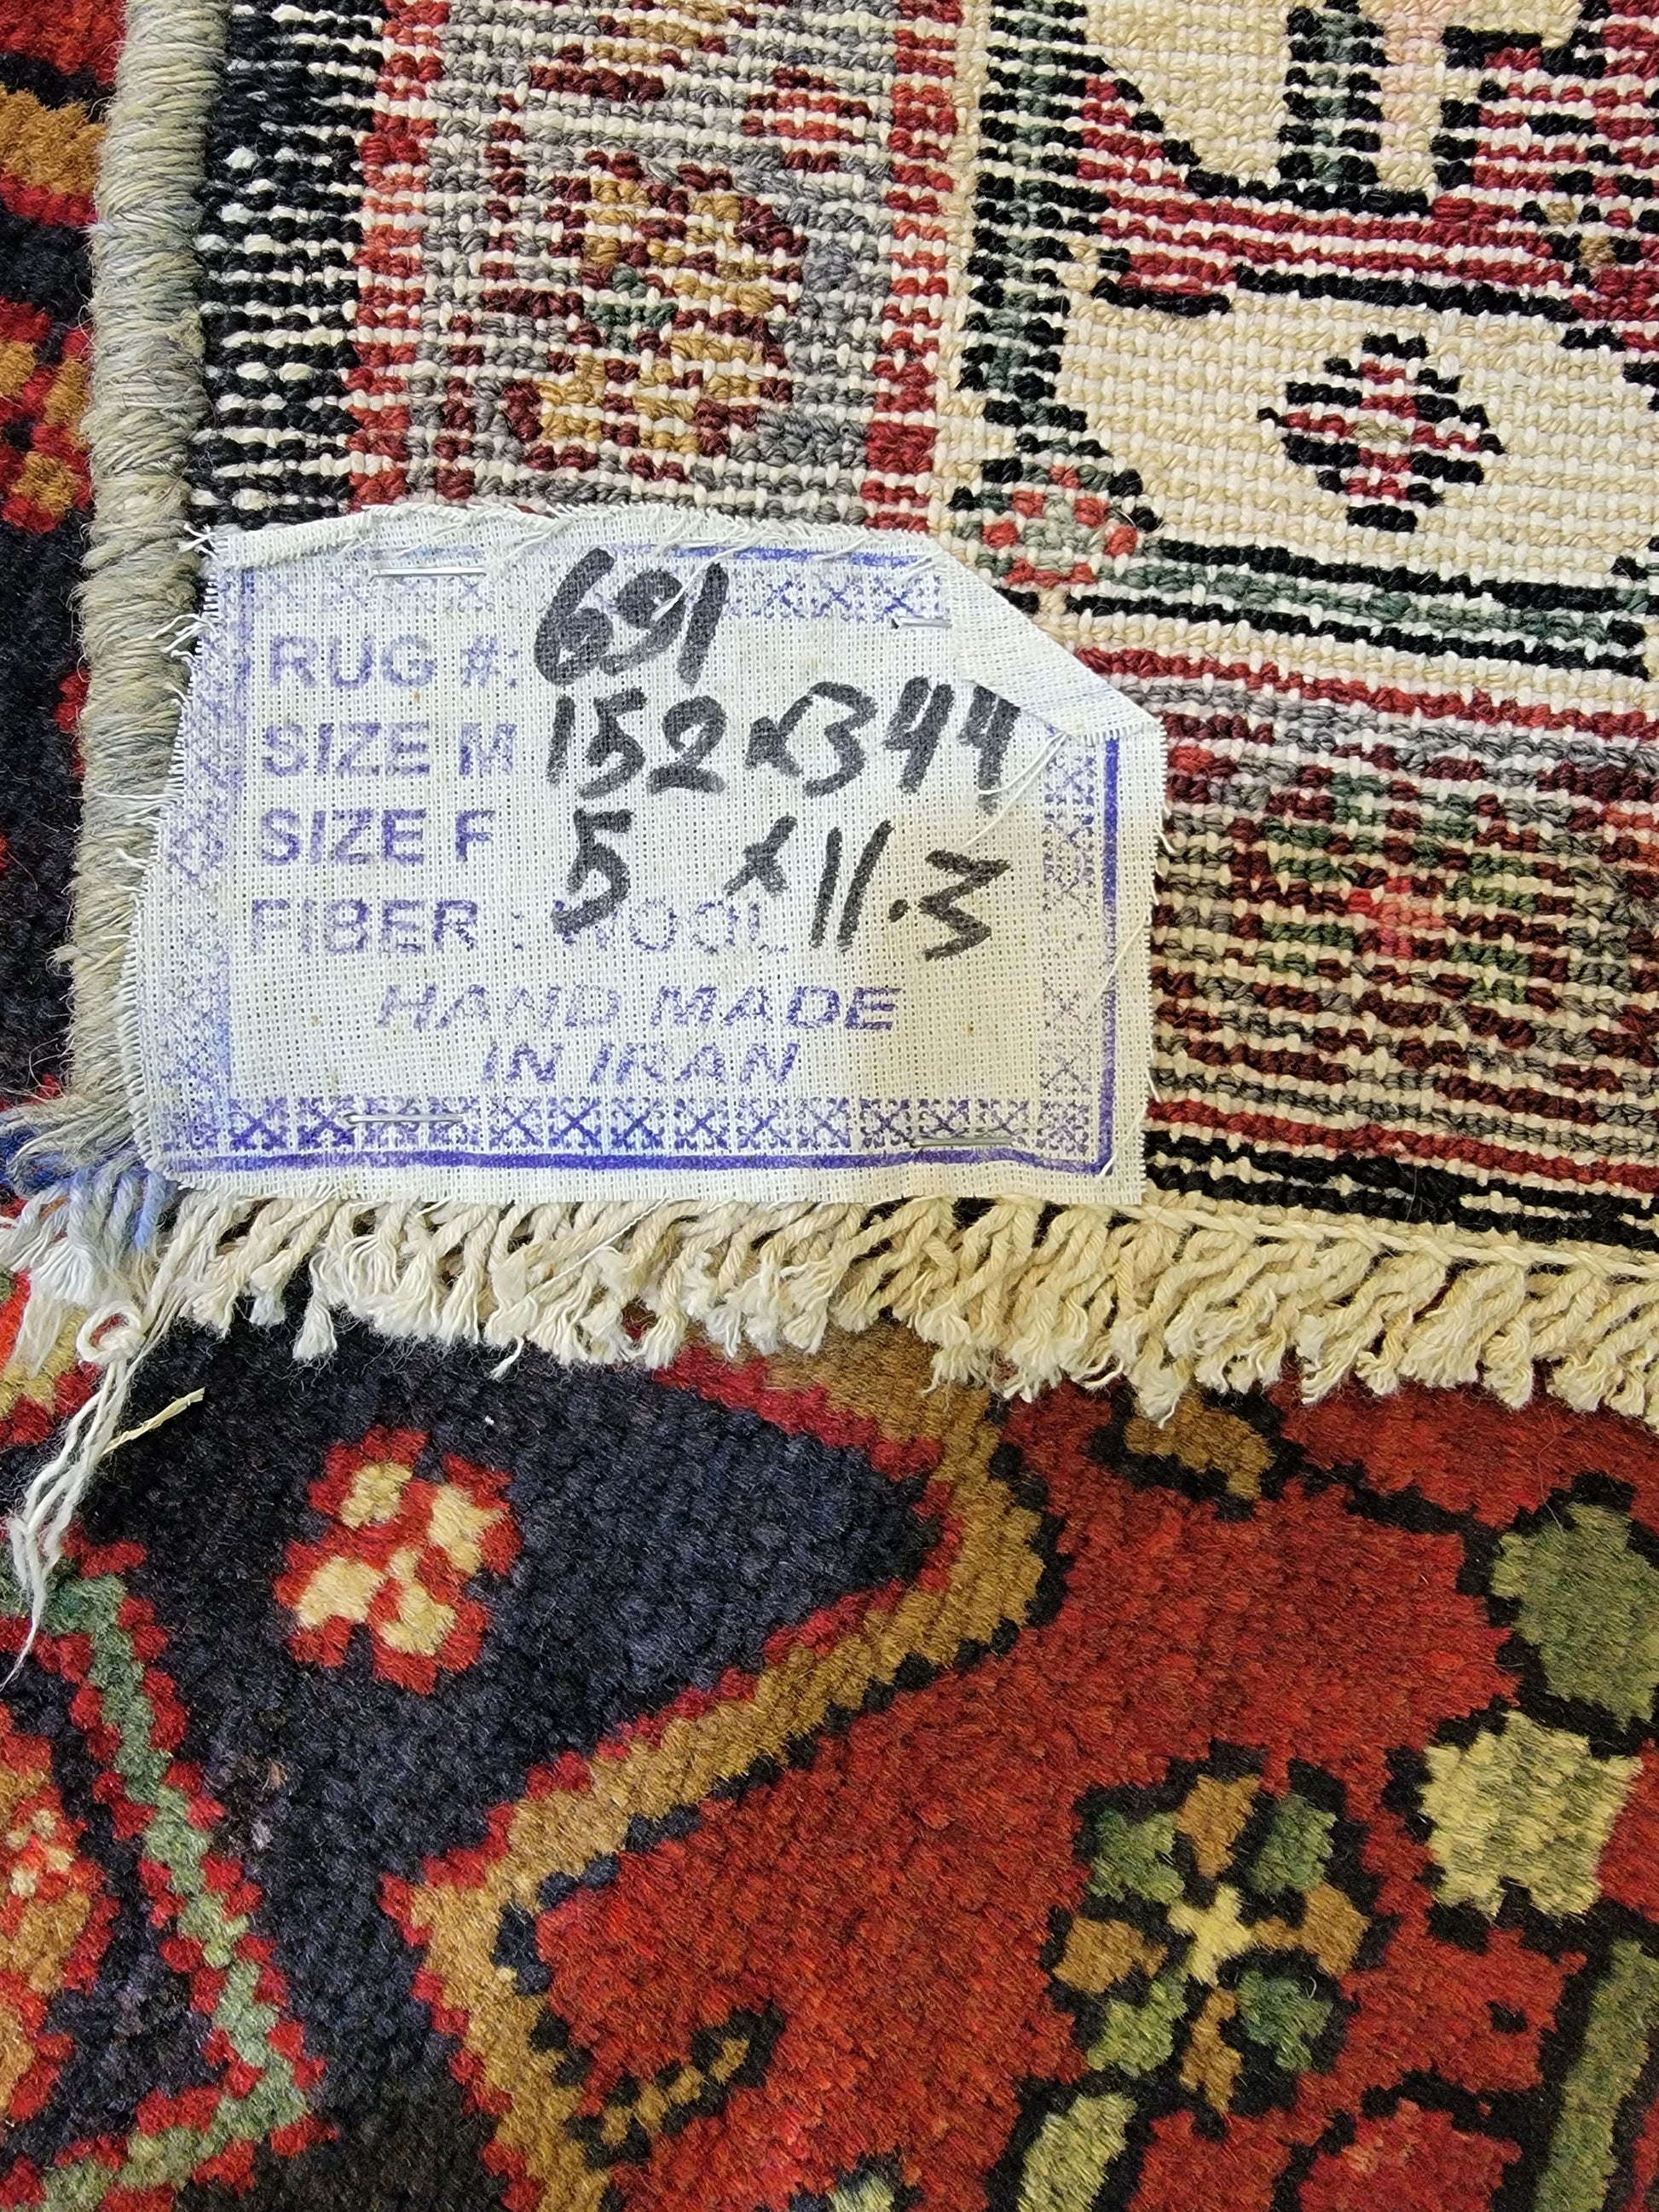 RUG #: 691
SIZE M 152x344
SIZE F 5 x 11.3
FIBER : WOOL
HAND MADE
IN IRAN